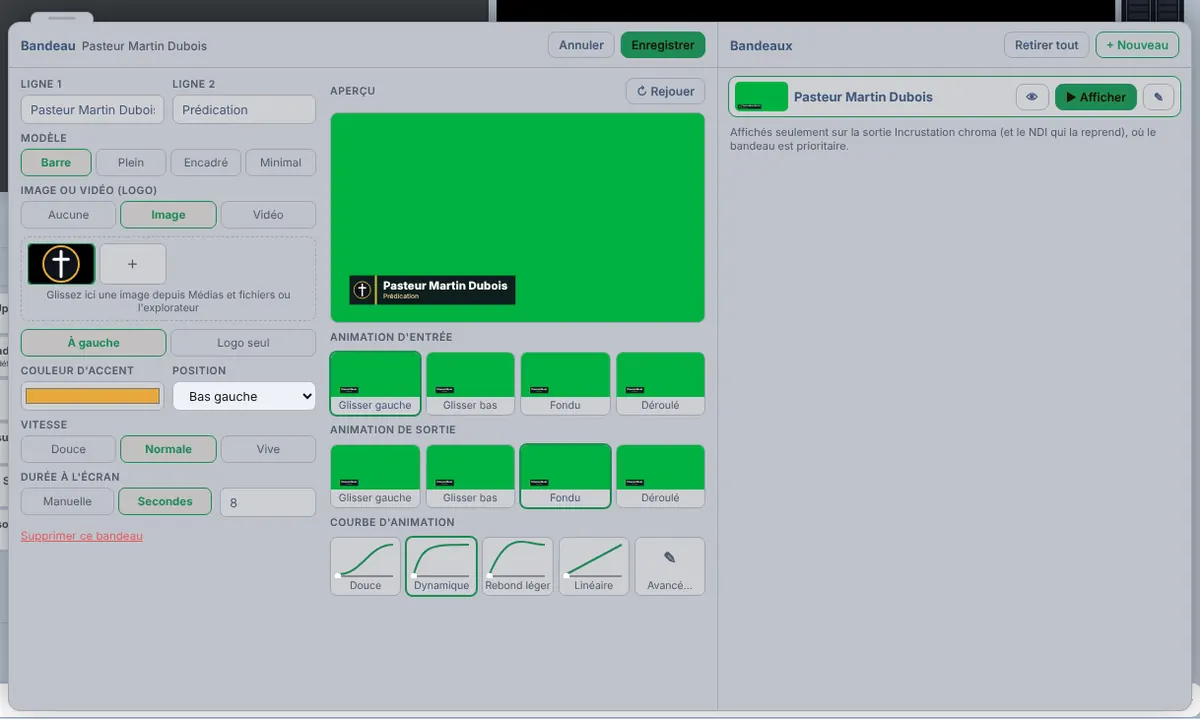 Bandeau Pasteur Martin Dubois
Annuler
Enregistrer
LIGNE 1
LIGNE 2
Pasteur Martin Dubois
Prédication
MODÈLE
Barre
Plein
Encadré
Minimal
IMAGE OU VIDÉO (LOGO)
Aucune
Image
Vidéo
+
Glissez ici une image depuis Médias et fichiers ou
l'explorateur
À gauche
Logo seul
COULEUR D'ACCENT
POSITION
Bas gauche
VITESSE
Douce
Normale
Vive
DURÉE À L'ÉCRAN
Manuelle
Secondes
8
Supprimer ce bandeau
APERÇU
Rejouer
Pasteur Martin Dubois
Prédication
ANIMATION D'ENTRÉE
Glisser gauche
Glisser bas
Fondu
Déroulé
ANIMATION DE SORTIE
Glisser gauche
Glisser bas
Fondu
Déroulé
COURBE D'ANIMATION
Douce
Dynamique
Rebond léger
Linéaire
Avancé...
Bandeaux
Retirer tout
+ Nouveau
Pasteur Martin Dubois
Afficher
Affichés seulement sur la sortie Incrustation chroma (et le NDI qui la reprend), où le
bandeau est prioritaire.